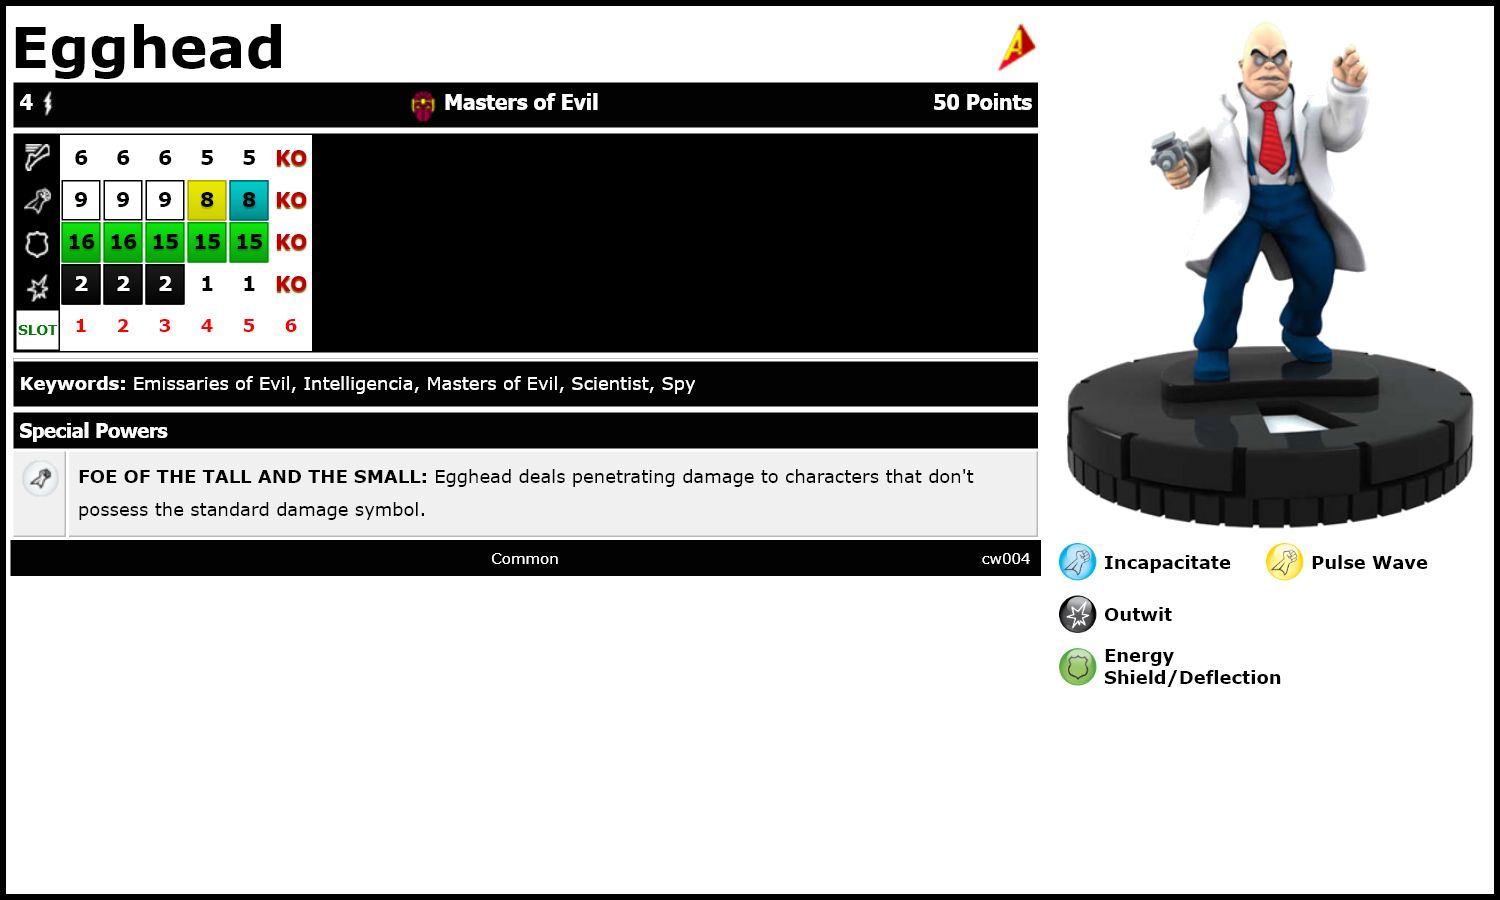 Egghead
4 Masters of Evil 50 Points
6 6 6 5 5 KO
9 9 9 8 8 KO
16 16 15 15 15 KO
2 2 2 1 1 KO
SLOT 1 2 3 4 5 6
Keywords: Emissaries of Evil, Intelligencia, Masters of Evil, Scientist, Spy
Special Powers
FOE OF THE TALL AND THE SMALL: Egghead deals penetrating damage to characters that don't
possess the standard damage symbol.
Common cw004
Incapacitate Pulse Wave
Outwit
Energy
Shield/Deflection